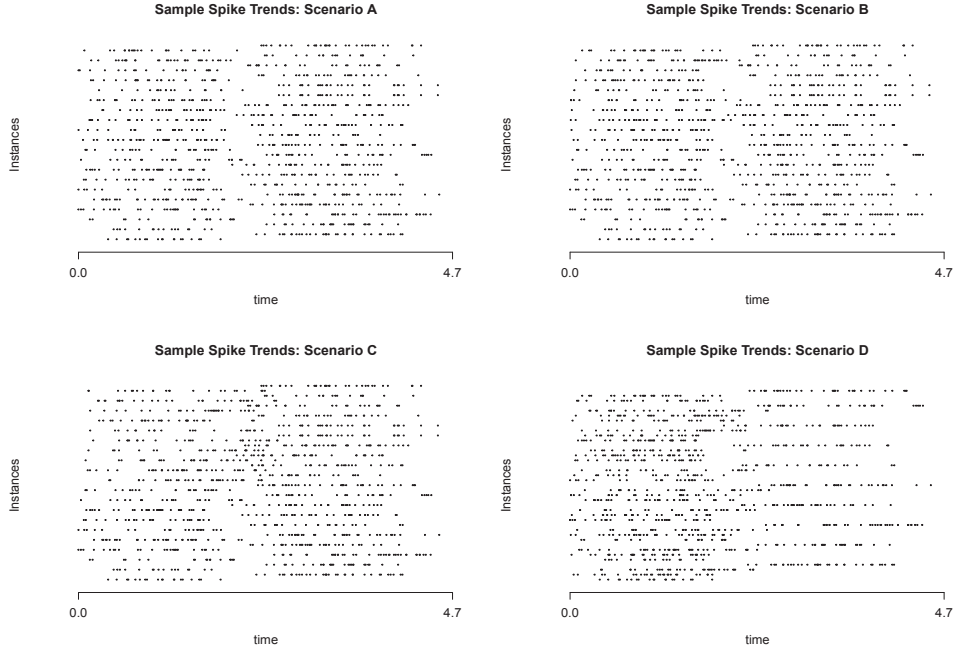 Sample Spike Trends: Scenario A
Instances
0.0
4.7
time
Sample Spike Trends: Scenario B
Instances
0.0
4.7
time
Sample Spike Trends: Scenario C
Instances
0.0
4.7
time
Sample Spike Trends: Scenario D
Instances
0.0
4.7
time